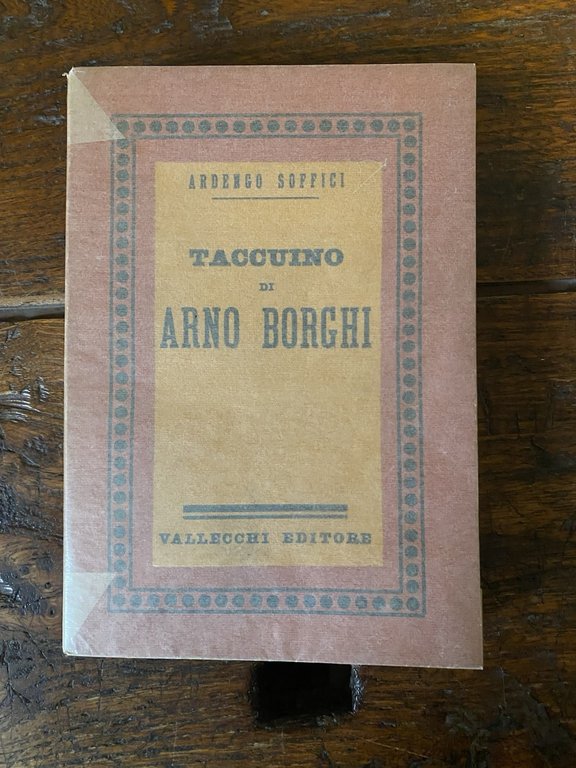 ARDENGO SOFFICI
TACCUINO
DI
ARNO BORGHI
VALLECCHI EDITORE